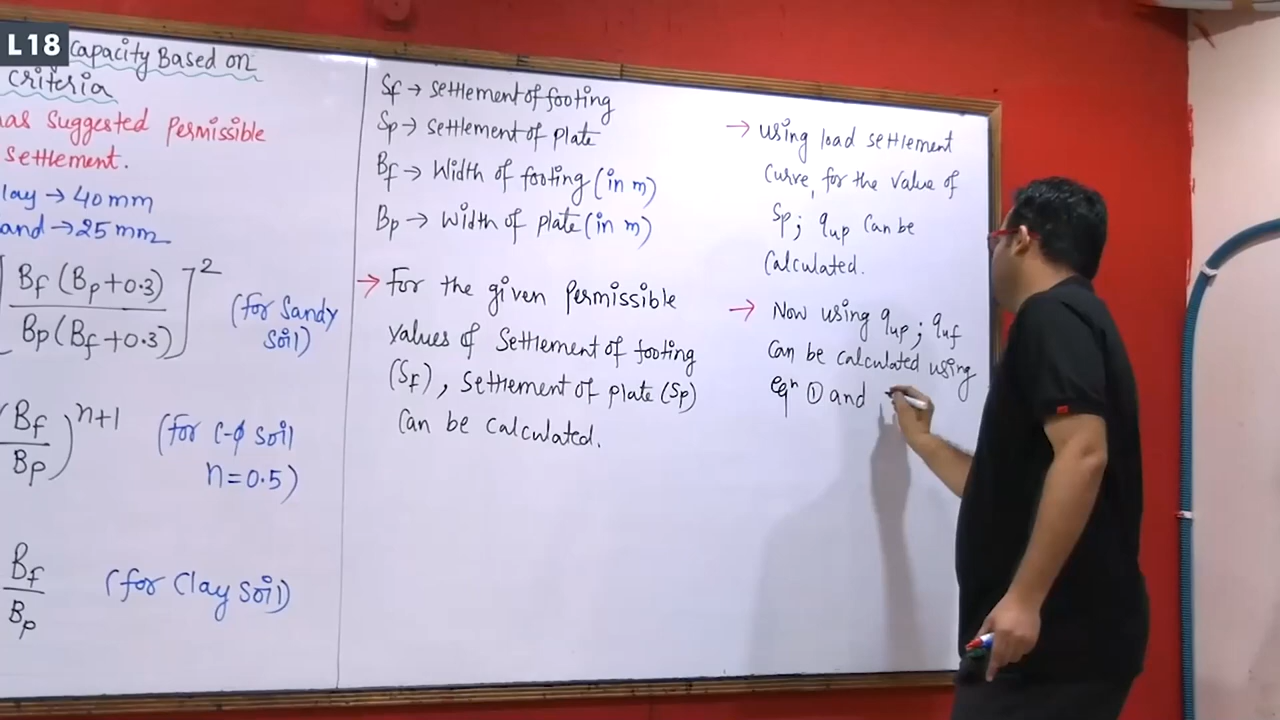 L18
Capacity Based on
Criteria
has suggested Permissible
Settlement.
lay → 40 mm
and → 25 mm
[Bf (Bp + 0.3) / Bp (Bf + 0.3)]² (for Sandy
Soil)
(Bf / Bp)^n+1 (for C-ϕ Soil
n = 0.5)
Bf / Bp (for Clay Soil)
Sf → Settlement of footing
Sp → Settlement of plate
Bf → Width of footing (in m)
Bp → Width of plate (in m)
→ For the given Permissible
values of Settlement of footing
(Sf), Settlement of plate (Sp)
Can be calculated.
→ using load settlement
Curve, for the value of
Sp; qup Can be
Calculated.
→ Now using qup; quf
Can be calculated using
eqⁿ ① and